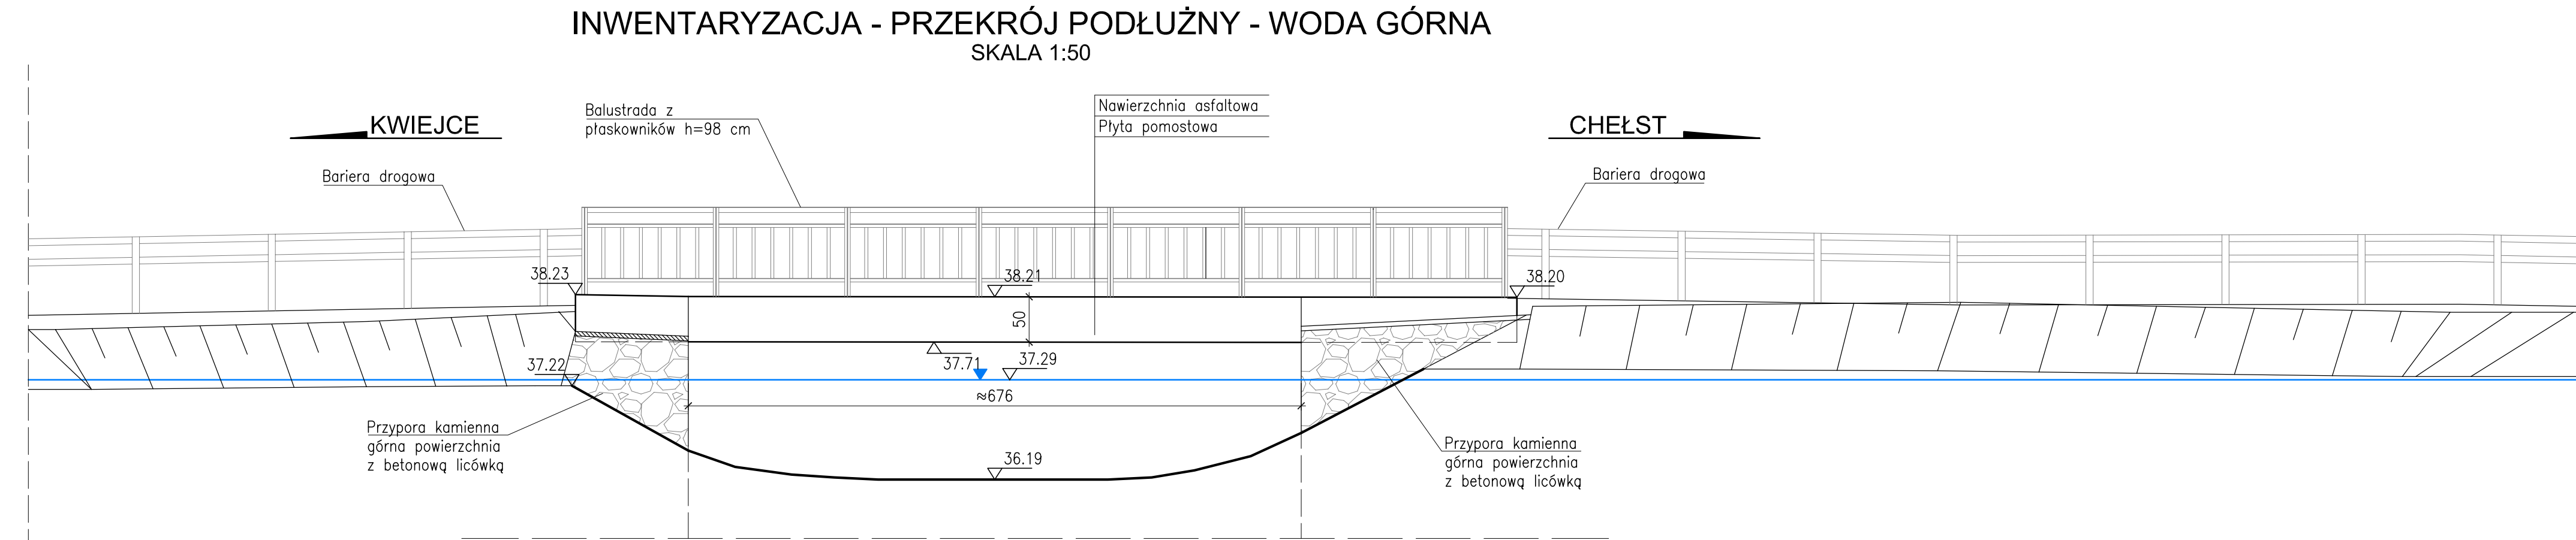 INWENTARYZACJA - PRZEKRÓJ PODŁUŻNY - WODA GÓRNA
SKALA 1:50
KWIEJCE
Balustrada z
płaskowników h=98 cm
Nawierzchnia asfaltowa
Płyta pomostowa
CHEŁST
Bariera drogowa
Bariera drogowa
38.23
38.21
38.20
50
37.22
37.71
37.29
≈676
Przypora kamienna
górna powierzchnia
z betonową licówką
36.19
Przypora kamienna
górna powierzchnia
z betonową licówką